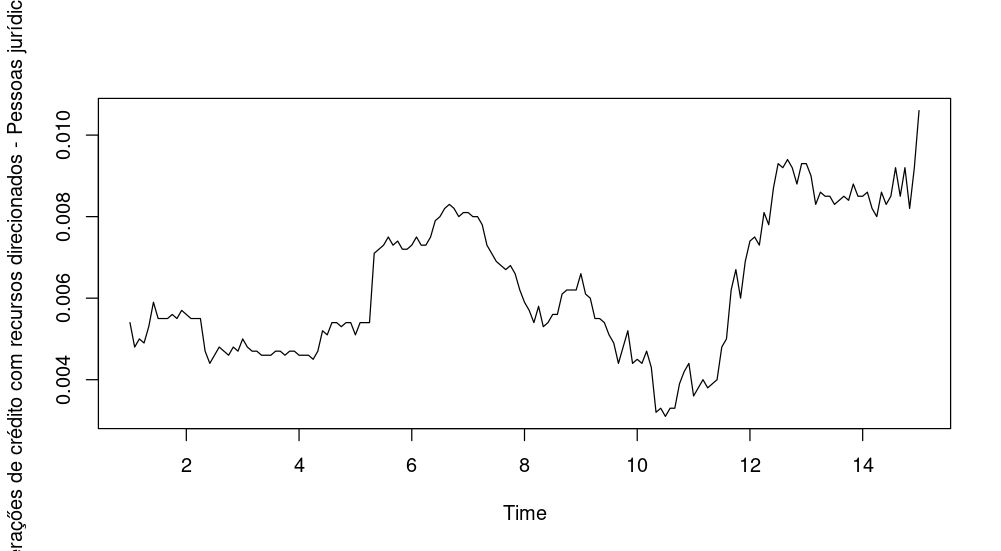 erações de crédito com recursos direcionados - Pessoas jurídic
0.010
0.008
0.006
0.004
2 4 6 8 10 12 14
Time